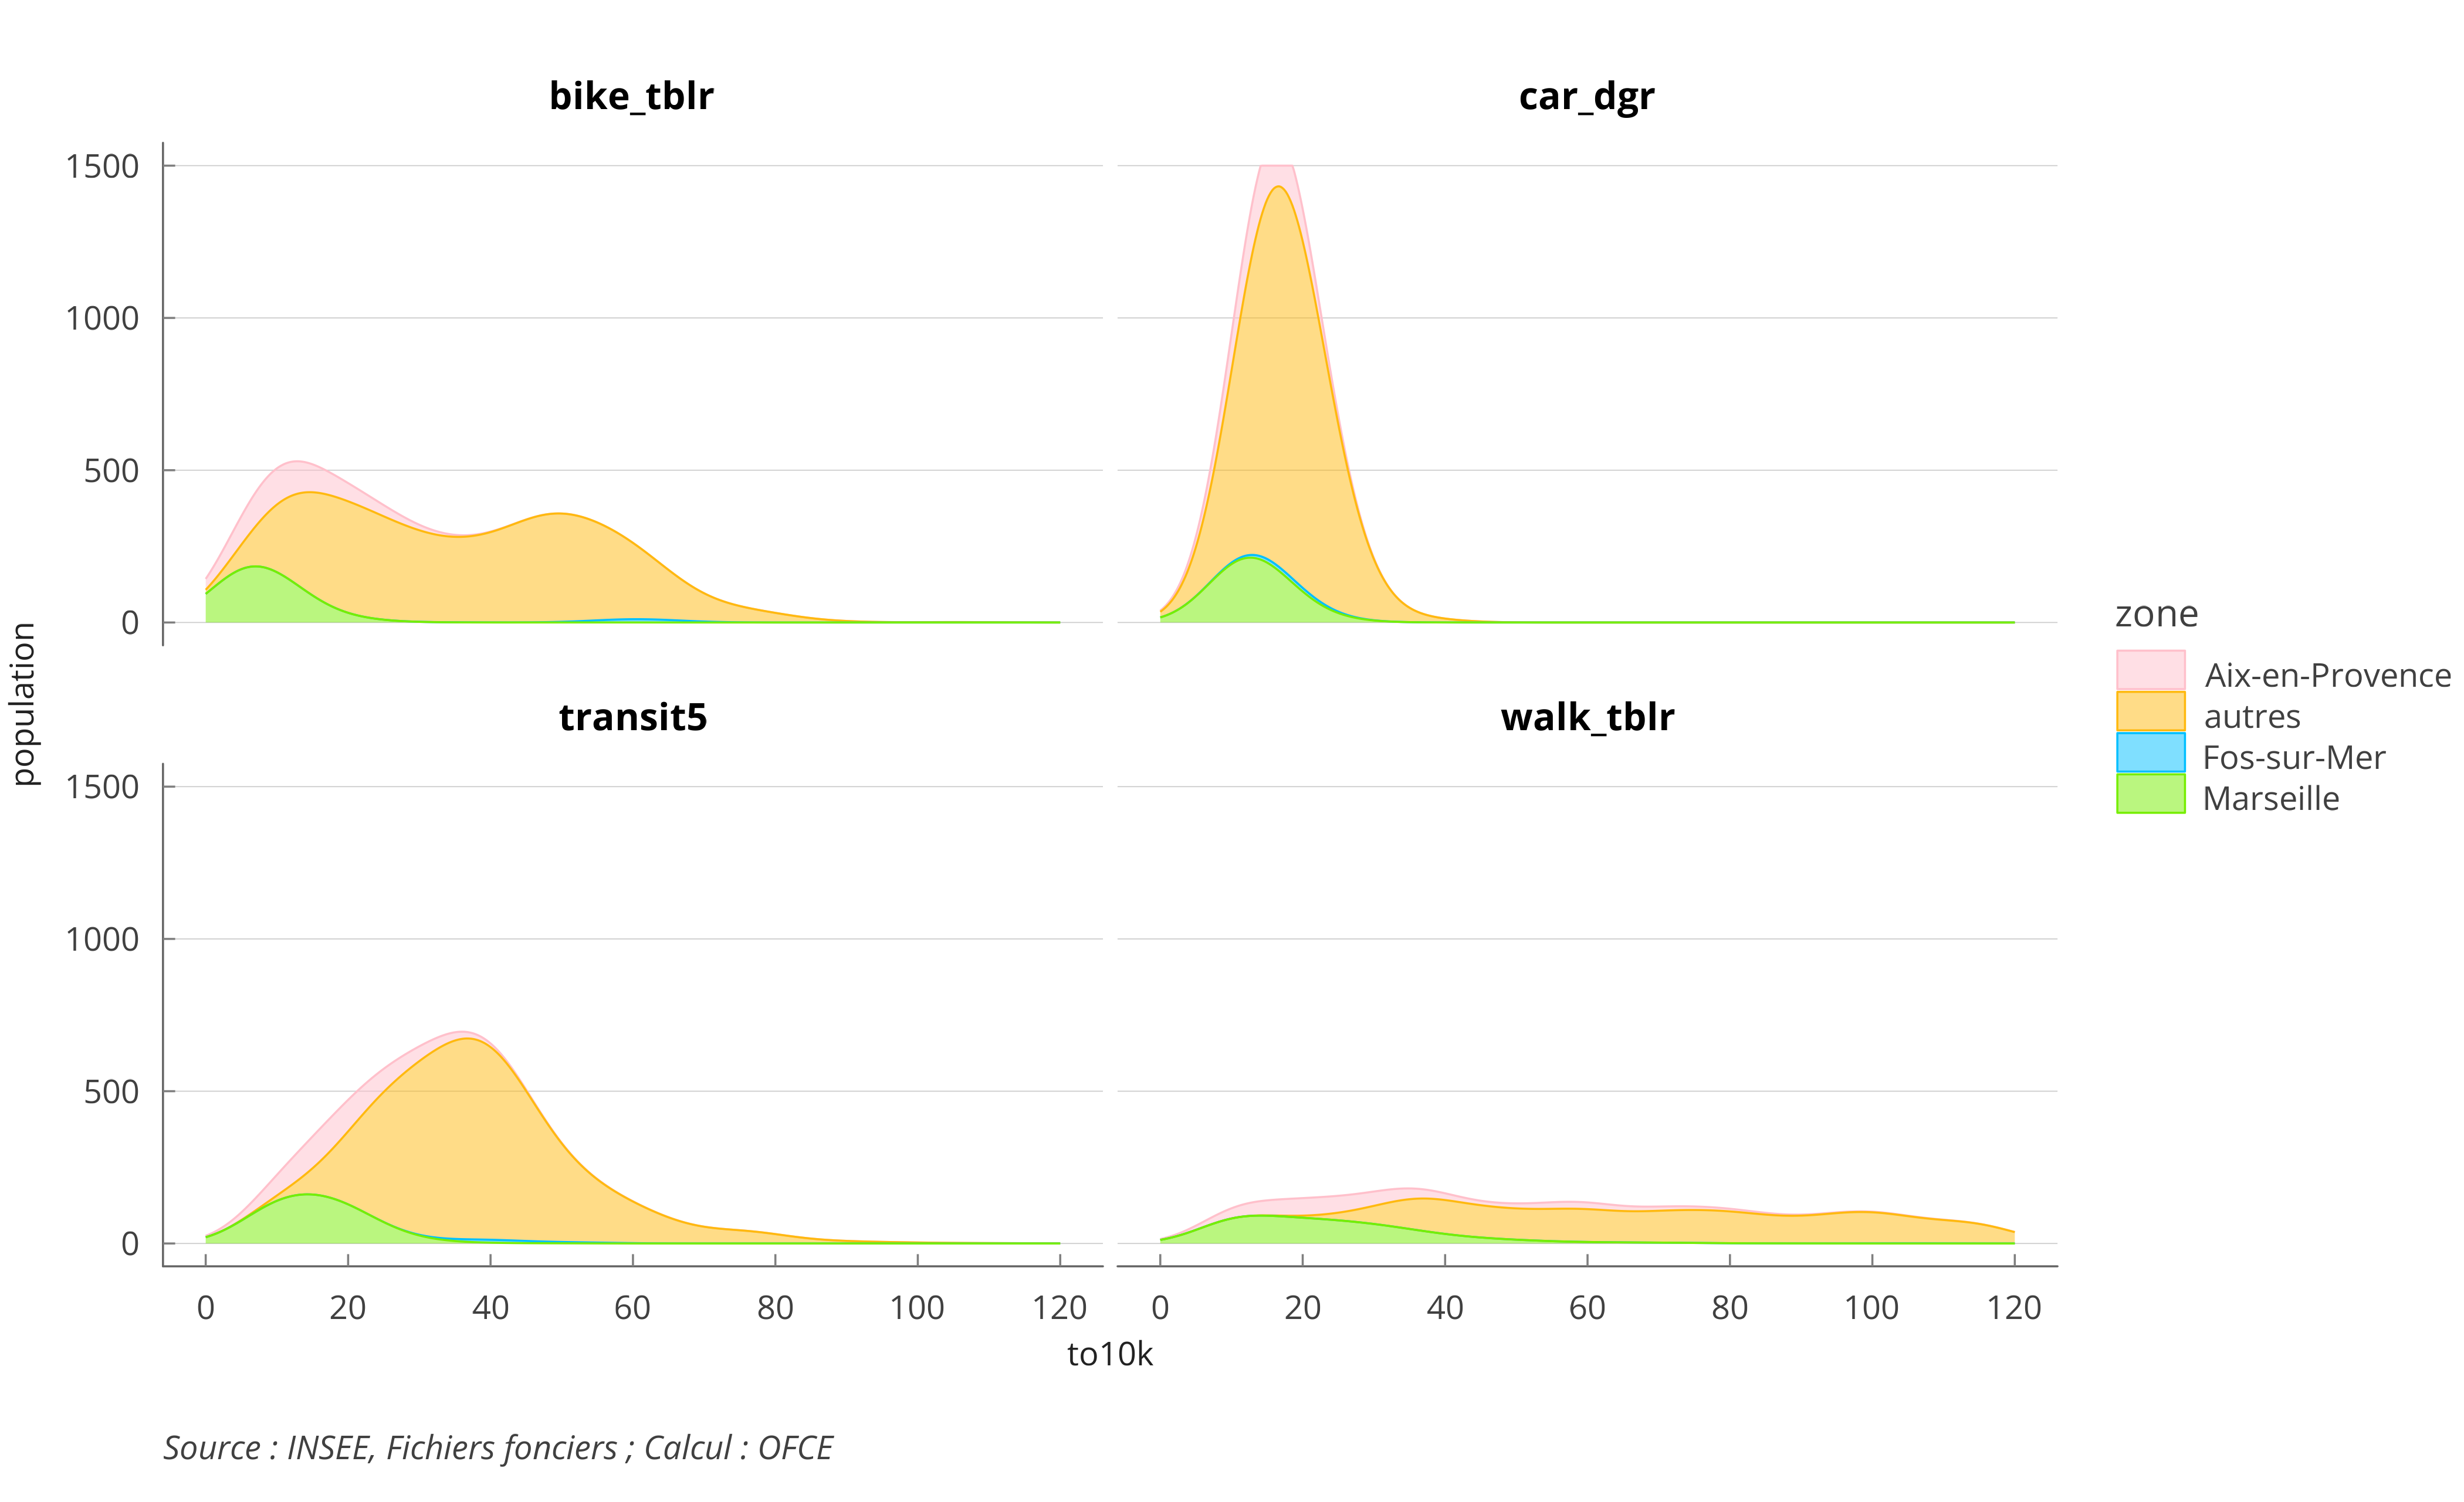 bike_tblr
car_dgr
1500
1000
500
0
transit5
walk_tblr
1500
1000
500
0
0 20 40 60 80 100 120
0 20 40 60 80 100 120
to10k
population
zone
Aix-en-Provence
autres
Fos-sur-Mer
Marseille
Source : INSEE, Fichiers fonciers ; Calcul : OFCE